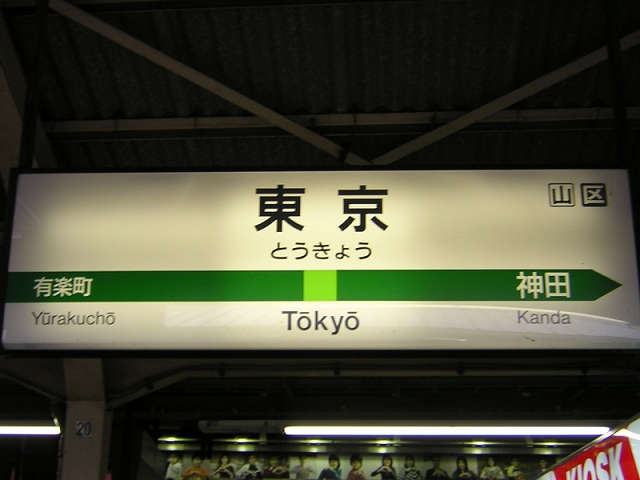 東京
山 区
とうきょう
有楽町
神田
Yūrakuchō
Tōkyō
Kanda
20
KIOSK